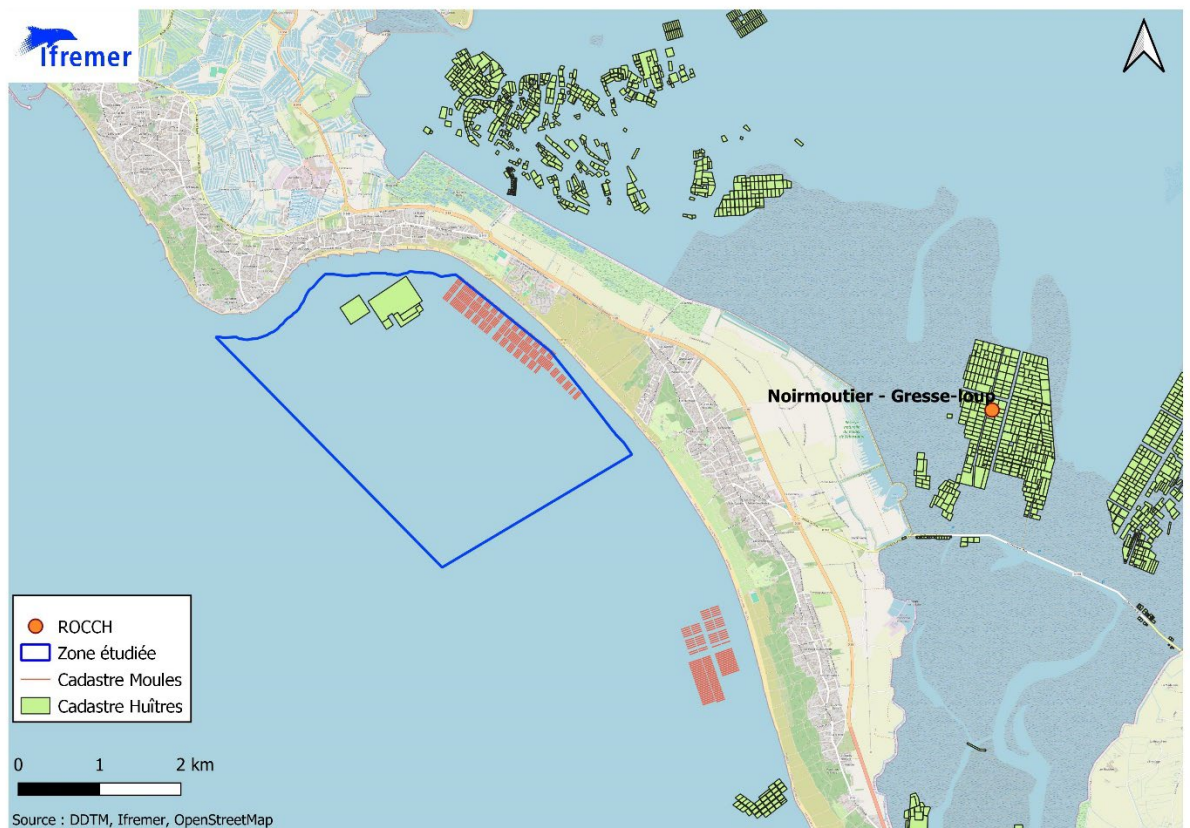 Ifremer
Noirmoutier - Gresse-loup
ROCCH
Zone étudiée
Cadastre Moules
Cadastre Huîtres
0 1 2 km
Source : DDTM, Ifremer, OpenStreetMap